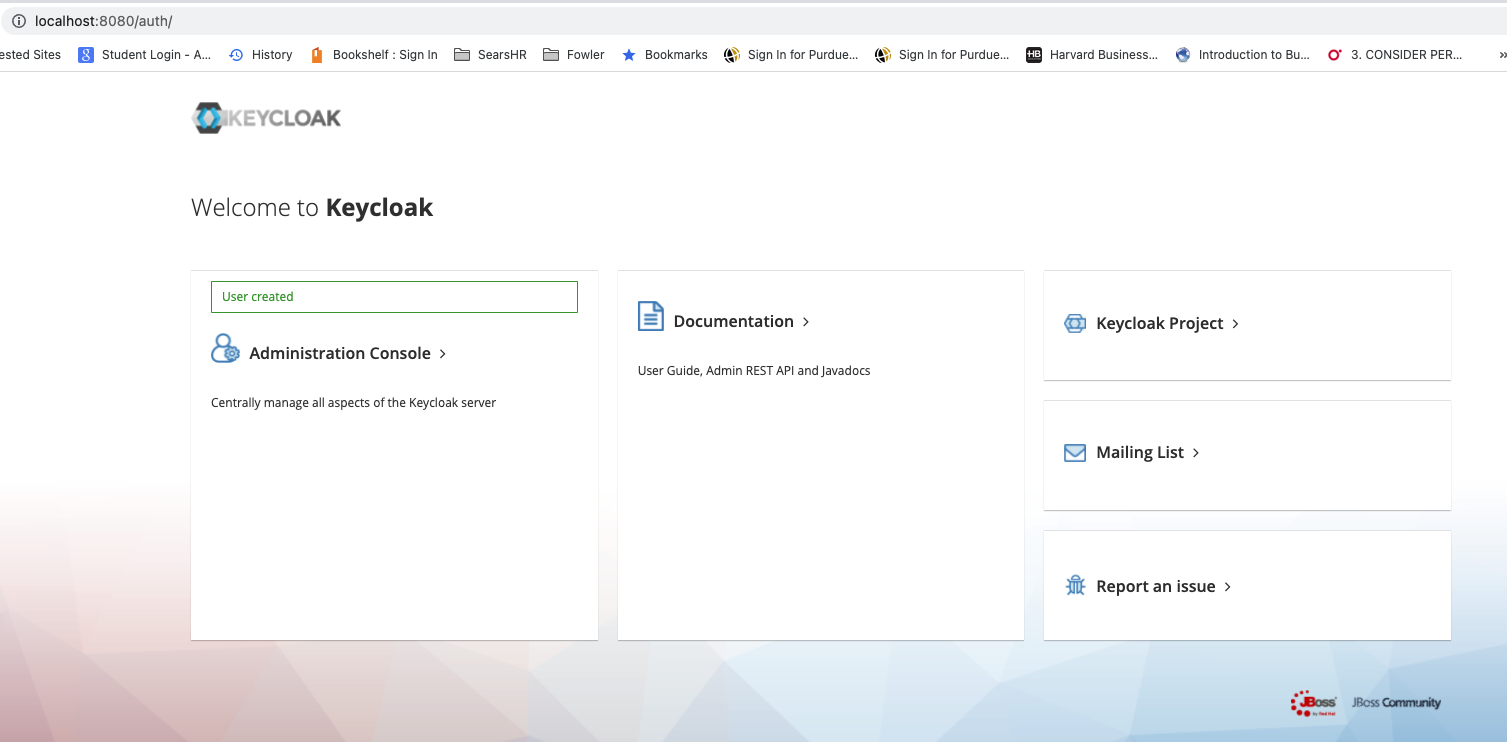 localhost:8080/auth/
ested Sites
Student Login - A...
History
Bookshelf : Sign In
SearsHR
Fowler
Bookmarks
Sign In for Purdue...
Sign In for Purdue...
HB
Harvard Business...
Introduction to Bu...
3. CONSIDER PER...
»
KEYCLOAK
Welcome to Keycloak
User created
Administration Console
Centrally manage all aspects of the Keycloak server
Documentation
User Guide, Admin REST API and Javadocs
Keycloak Project
Mailing List
Report an issue
JBoss
by Red Hat
JBoss Community